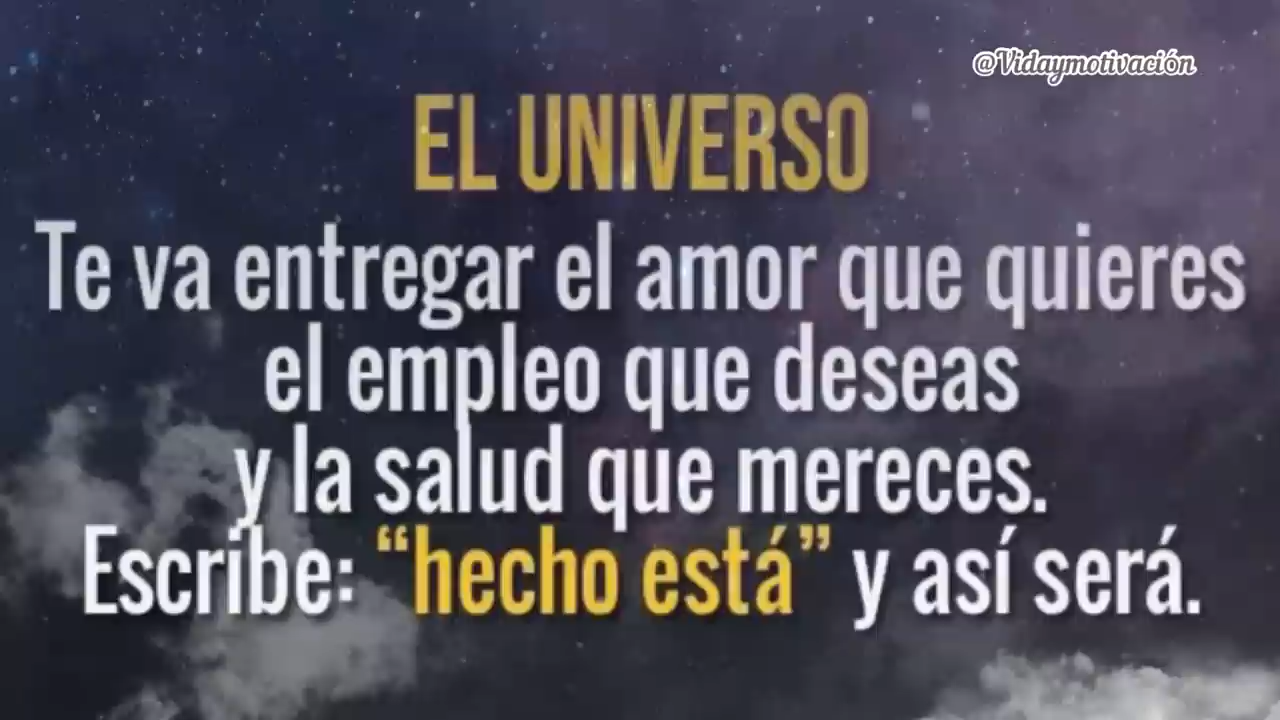 @Vidaymotivación
EL UNIVERSO
Te va entregar el amor que quieres
el empleo que deseas
y la salud que mereces.
Escribe: “hecho está” y así será.